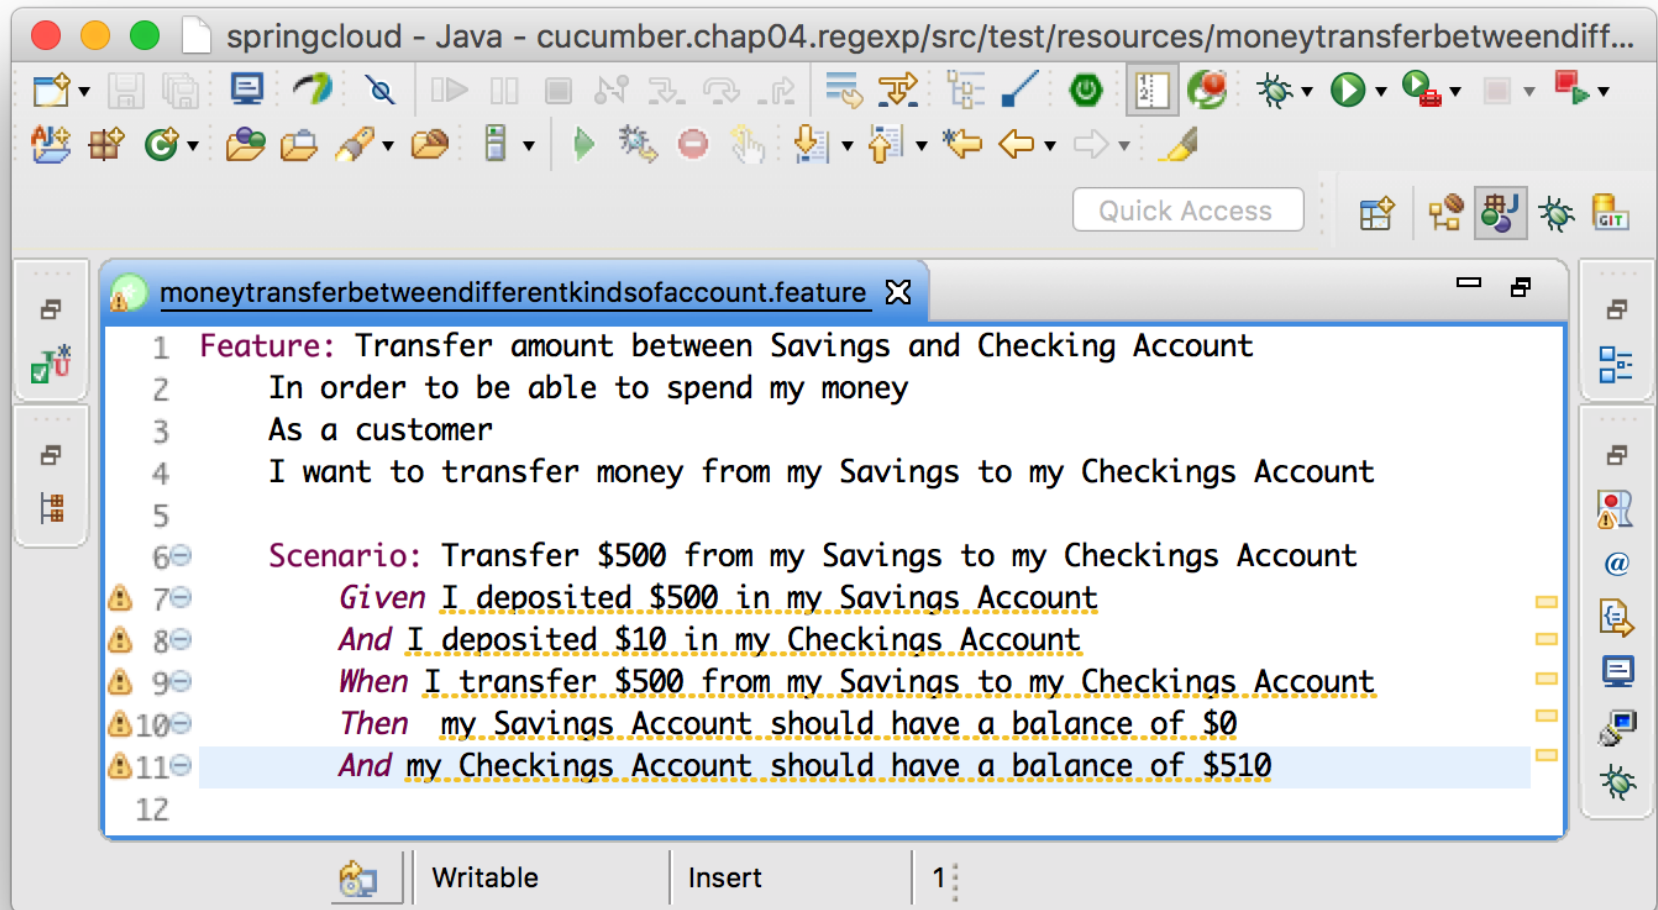 springcloud - Java - cucumber.chap04.regexp/src/test/resources/moneytransferbetweendiff...
Quick Access
GIT
moneytransferbetweendifferentkindsofaccount.feature
1 Feature: Transfer amount between Savings and Checking Account
2 In order to be able to spend my money
3 As a customer
4 I want to transfer money from my Savings to my Checkings Account
5
6 Scenario: Transfer $500 from my Savings to my Checkings Account
7 Given I deposited $500 in my Savings Account
8 And I deposited $10 in my Checkings Account
9 When I transfer $500 from my Savings to my Checkings Account
10 Then  my Savings Account should have a balance of $0
11 And my Checkings Account should have a balance of $510
12
Writable
Insert
1